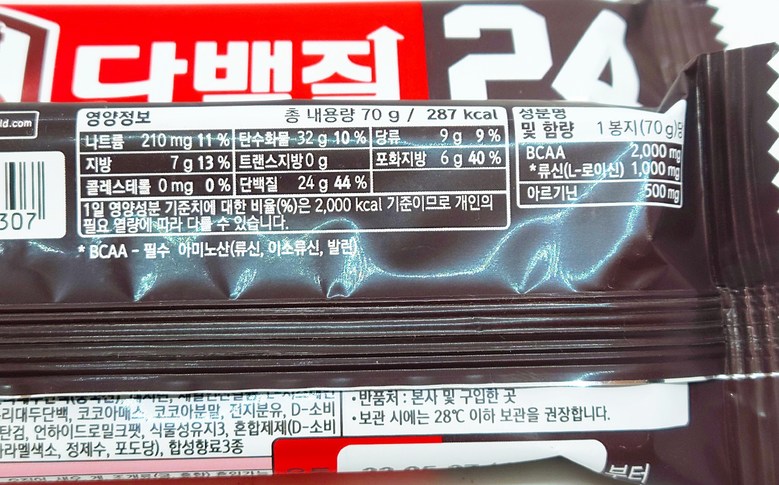 단백질 24
ld.com
영양정보 총 내용량 70 g / 287 kcal
나트륨 210 mg 11 % 탄수화물 32 g 10 % 당류 9 g 9 %
지방 7 g 13 % 트랜스지방 0 g 포화지방 6 g 40 %
콜레스테롤 0 mg 0 % 단백질 24 g 44 %
1일 영양성분 기준치에 대한 비율(%)은 2,000 kcal 기준이므로 개인의
필요 열량에 따라 다를 수 있습니다.
* BCAA – 필수 아미노산(류신, 이소류신, 발린)
성분명
및 함량 1봉지(70 g)당
BCAA 2,000 mg
*류신(L-로이신) 1,000 mg
아르기닌 500 mg
307
리대두단백, 코코아매스, 코코아분말, 전지분유, D-소비
탄검, 언하이드로밀크팻, 식물성유지3, 혼합제제(D-소비
라멜색소, 정제수, 포도당), 합성향료3종
•반품처 : 본사 및 구입한 곳
•보관 시에는 28℃ 이하 보관을 권장합니다.
부터